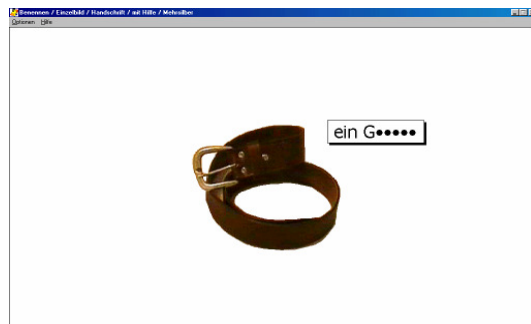 Benennen / Einzelbild / Handschrift / mit Hilfe / Mehrsilber
Optionen Hilfe
ein G•••••